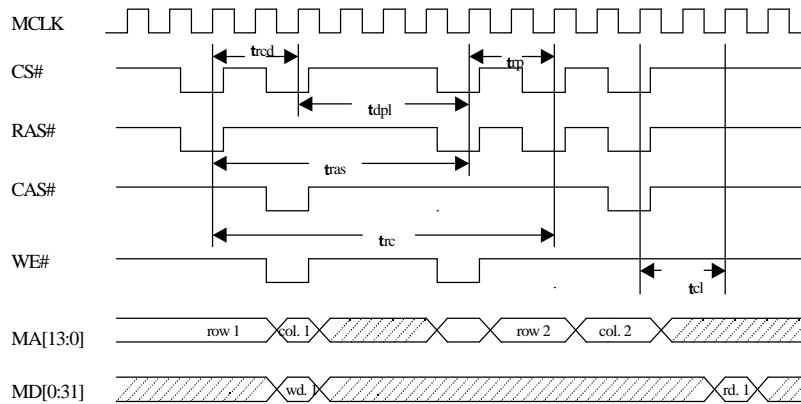 MCLK
trcd
trp
CS#
tdpl
RAS#
tras
CAS#
trc
WE#
tcl
MA[13:0]
row 1
col. 1
row 2
col. 2
MD[0:31]
wd. 1
rd. 1